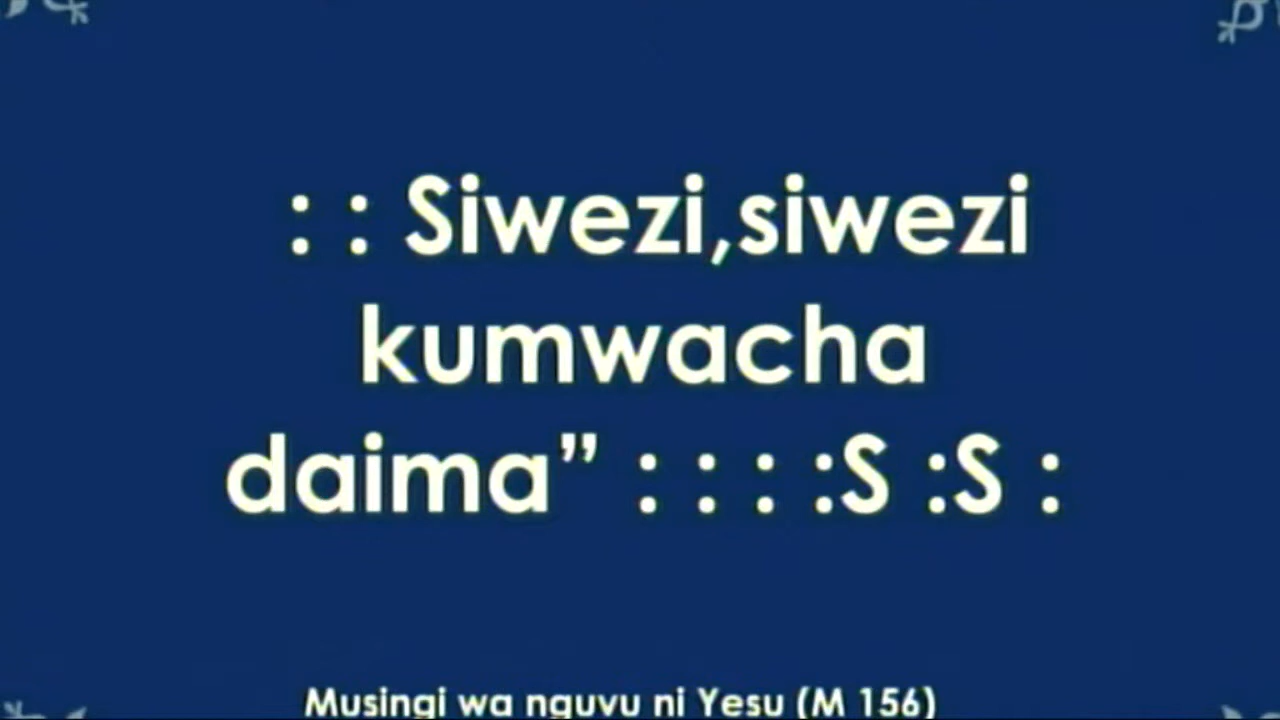 : : Siwezi,siwezi
kumwacha
daima” : : : :S :S :
Musingi wa nguvu ni Yesu (M 156)